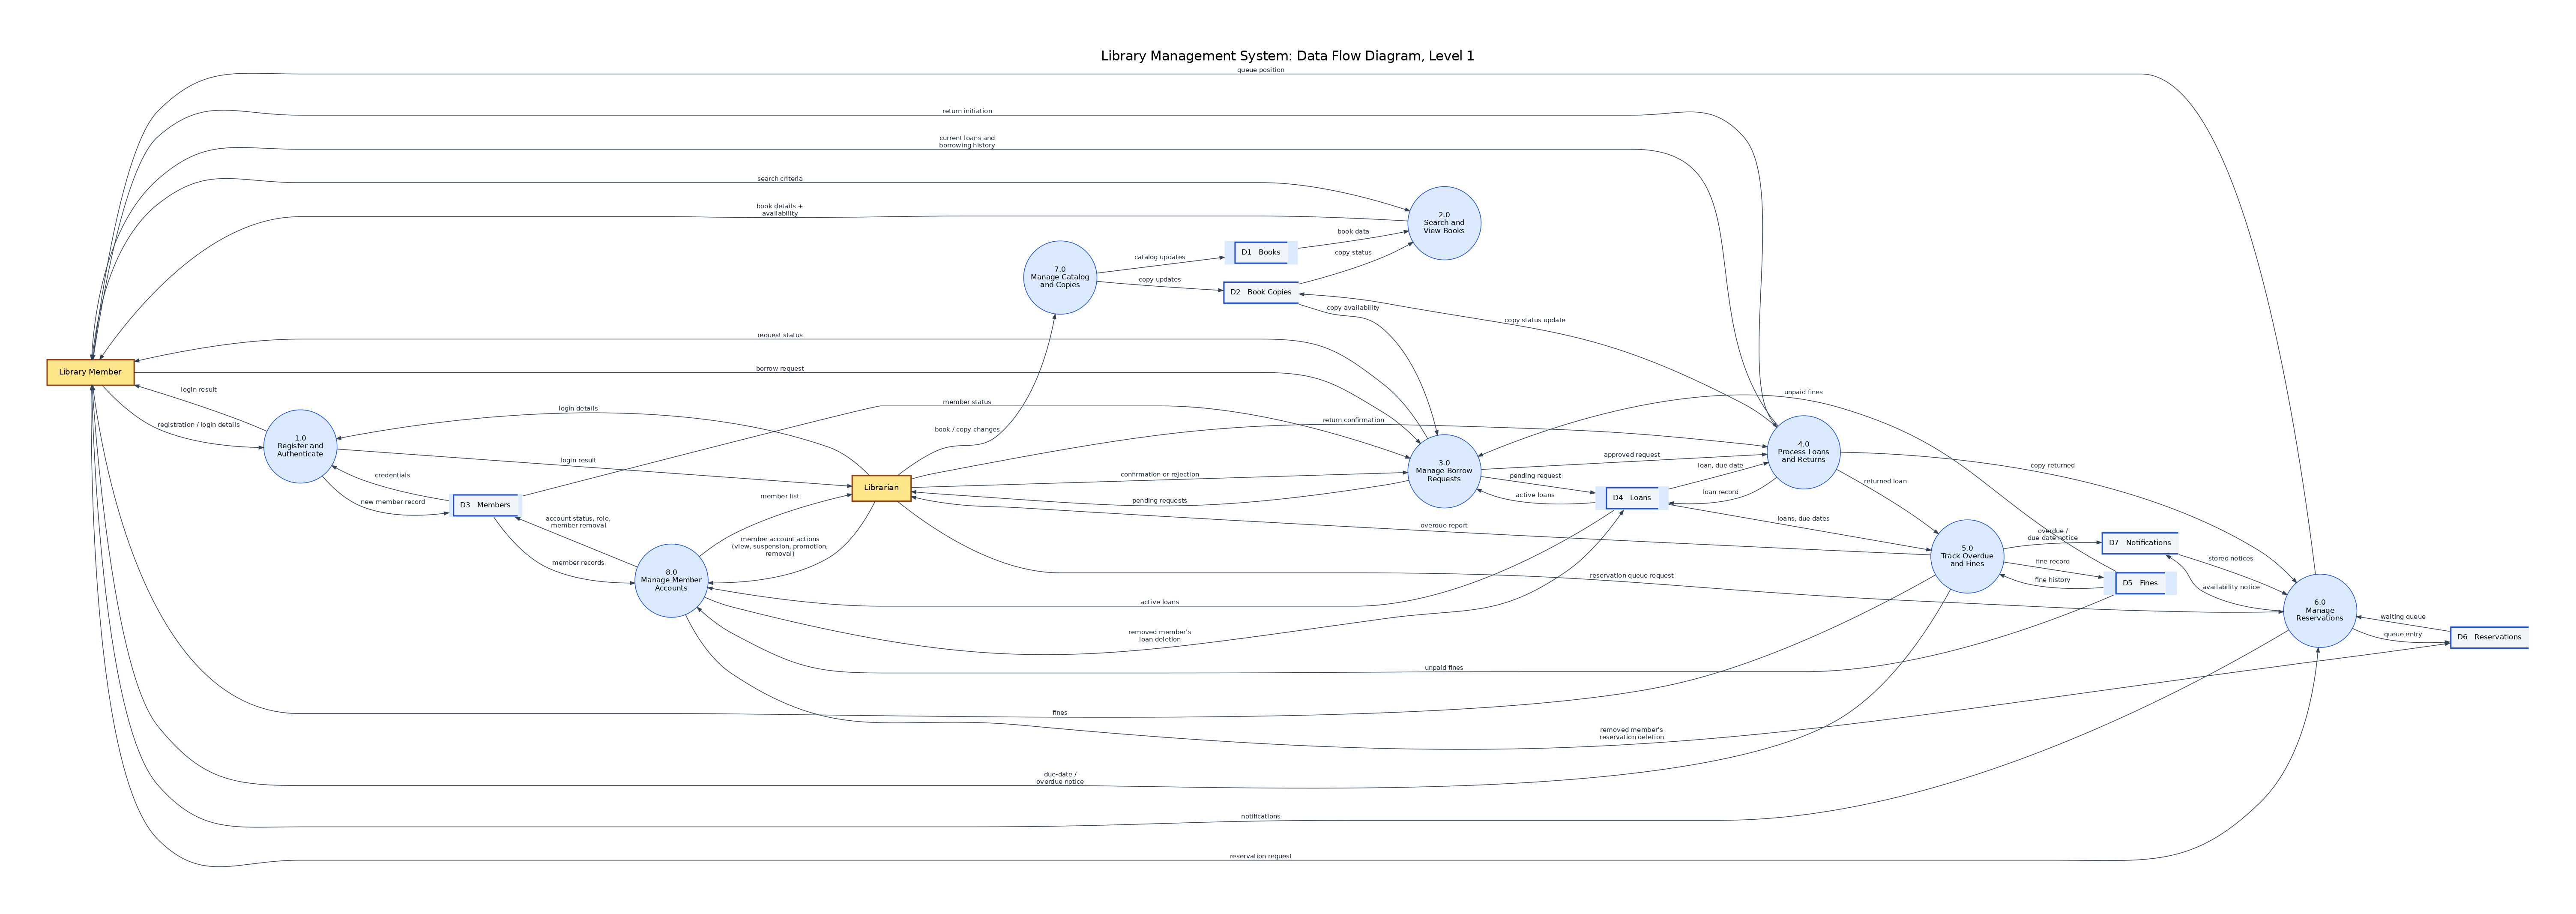 Library Management System: Data Flow Diagram, Level 1
queue position
return initiation
current loans and
borrowing history
search criteria
book details +
availability
2.0
Search and
View Books
book data
D1 Books
copy status
7.0
Manage Catalog
and Copies
catalog updates
copy updates
D2 Book Copies
copy availability
copy status update
request status
Library Member
borrow request
login result
registration / login details
login details
member status
unpaid fines
1.0
Register and
Authenticate
book / copy changes
return confirmation
login result
credentials
new member record
D3 Members
Librarian
confirmation or rejection
pending requests
3.0
Manage Borrow
Requests
approved request
pending request
active loans
D4 Loans
loan, due date
loan record
4.0
Process Loans
and Returns
copy returned
returned loan
member list
account status, role,
member removal
member records
member account actions
(view, suspension, promotion,
removal)
8.0
Manage Member
Accounts
overdue report
loans, due dates
5.0
Track Overdue
and Fines
overdue /
due-date notice
D7 Notifications
fine record
fine history
D5 Fines
stored notices
availability notice
reservation queue request
active loans
removed member's
loan deletion
6.0
Manage
Reservations
waiting queue
queue entry
D6 Reservations
unpaid fines
fines
removed member's
reservation deletion
due-date /
overdue notice
notifications
reservation request